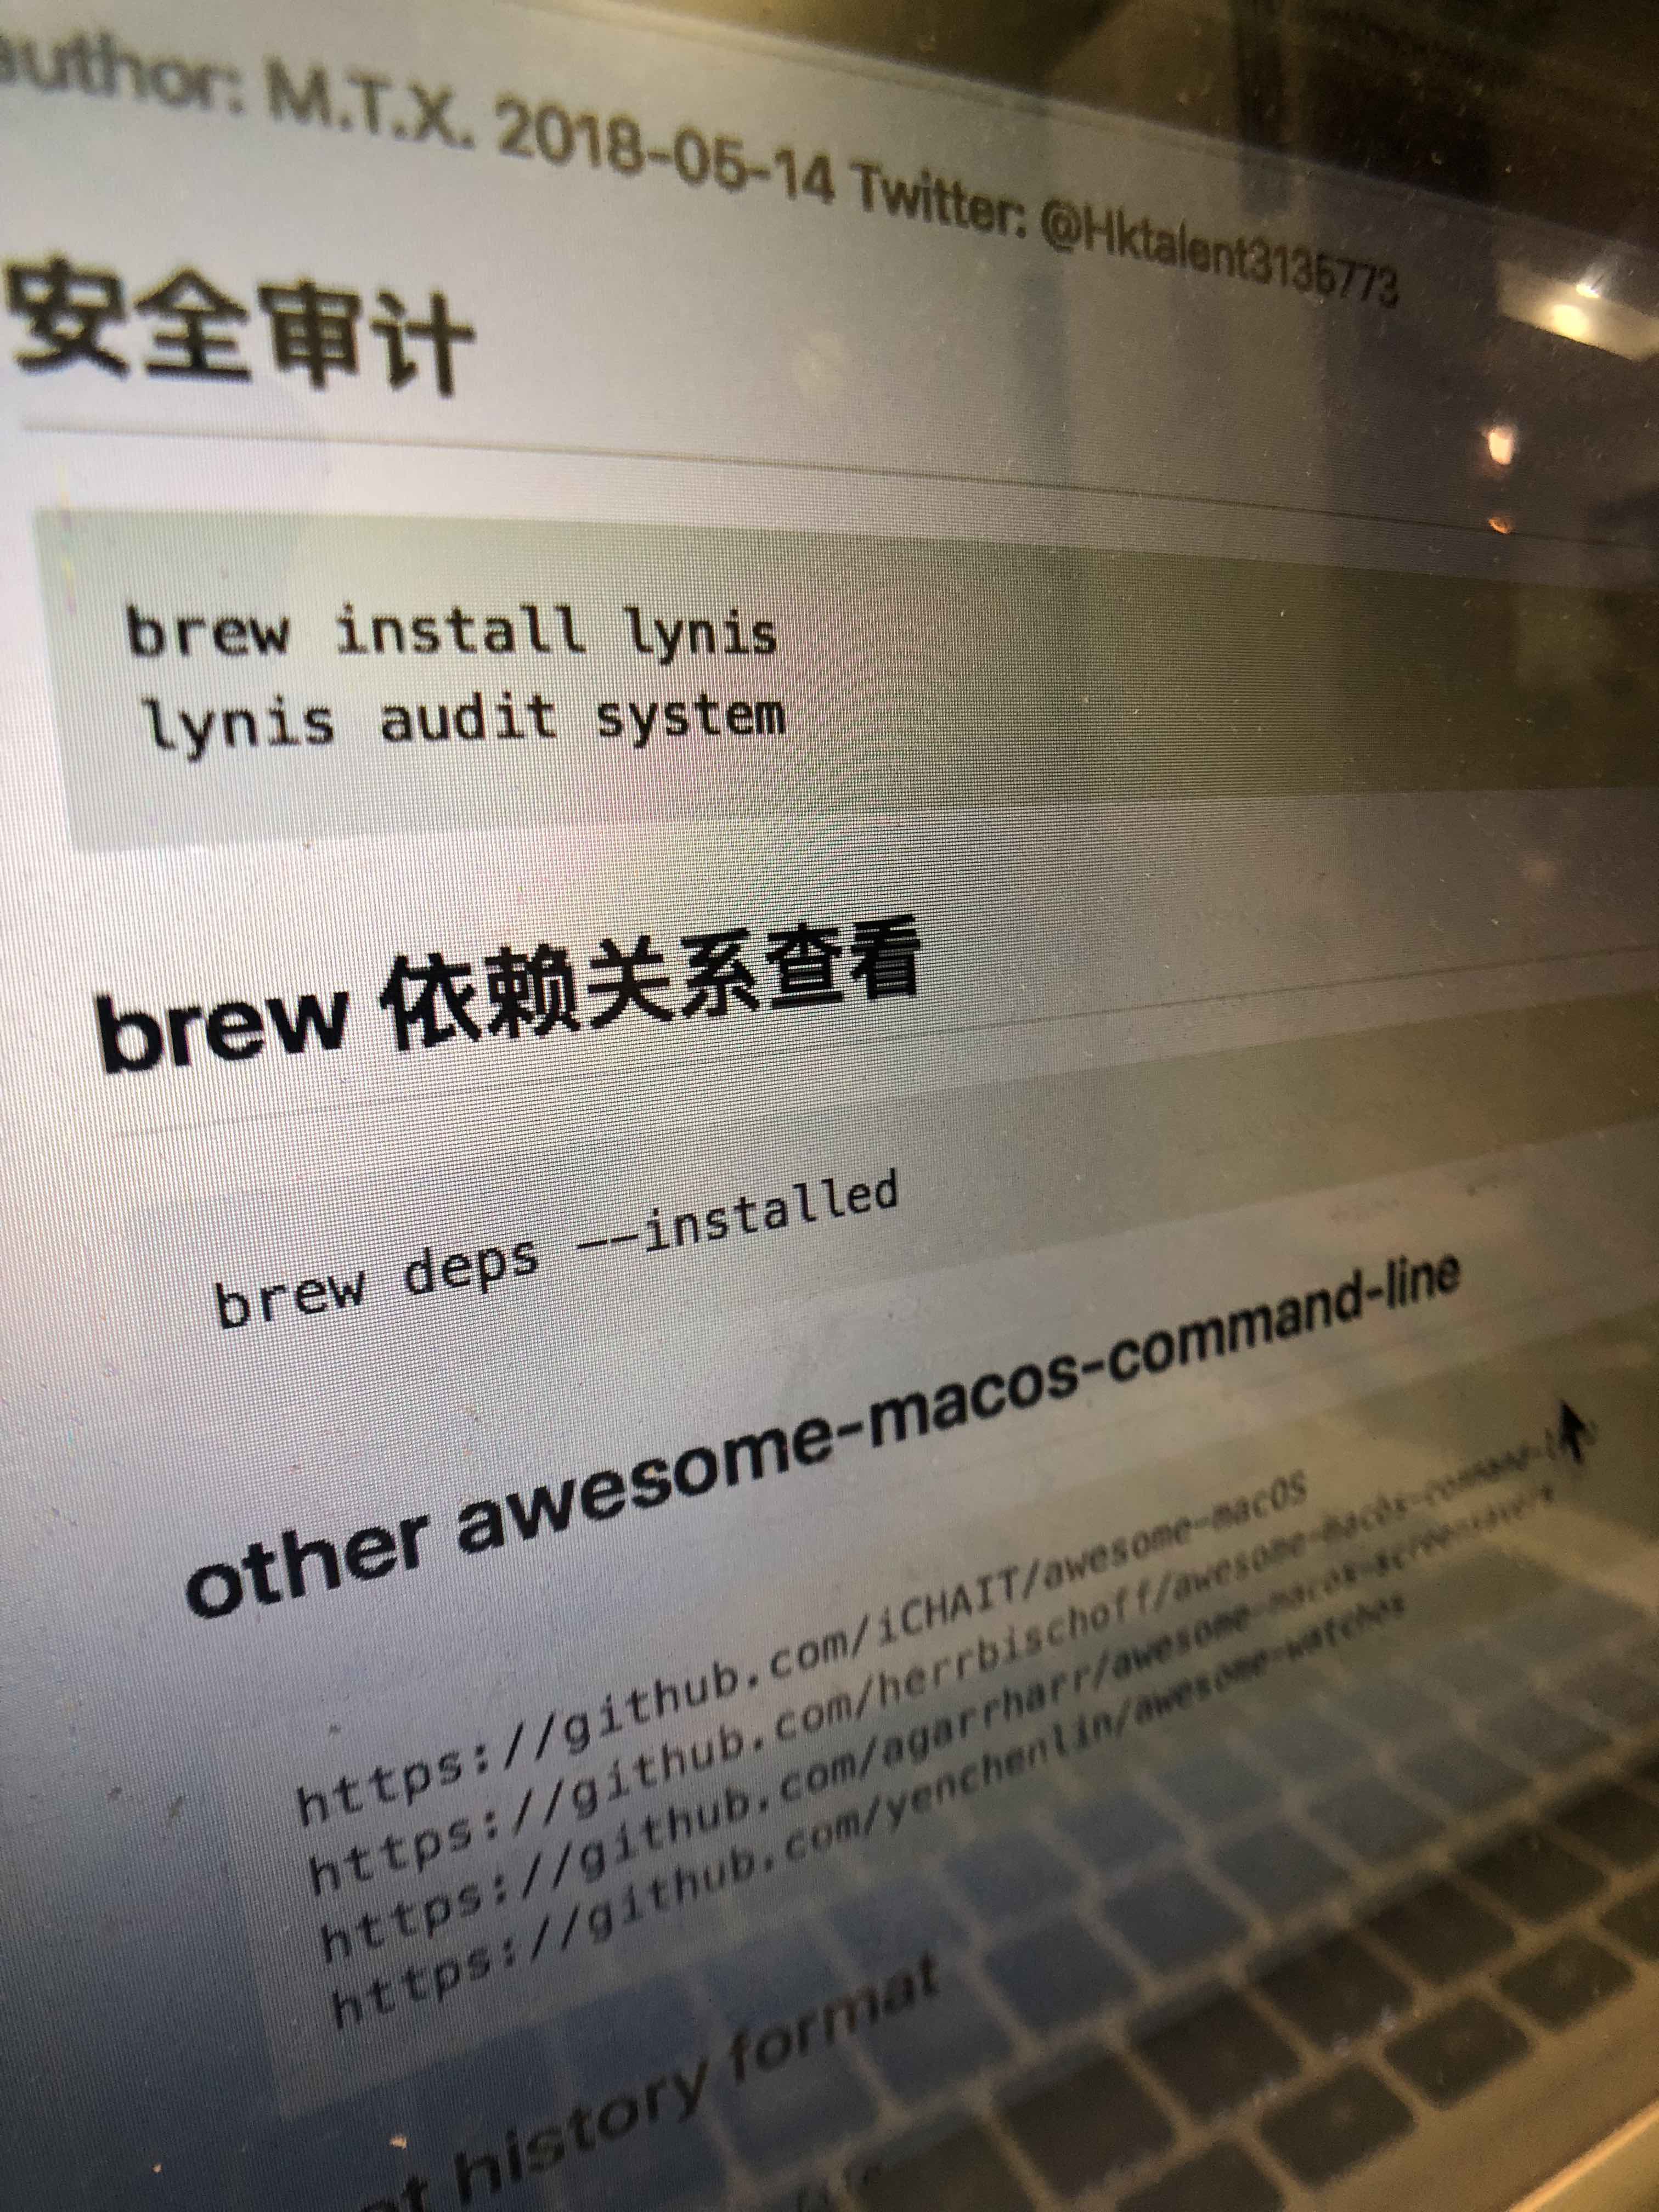 author: M.T.X. 2018-05-14 Twitter: @Hktalent3135773
安全审计
brew install lynis
lynis audit system
brew 依赖关系查看
brew deps --installed
other awesome-macos-command-line
https://github.com/iCHAIT/awesome-macOS
https://github.com/herrbischoff/awesome-macos-command-
https://github.com/agarrharr/awesome-macos-screensavers
https://github.com/yenchenlin/awesome-watches
history format